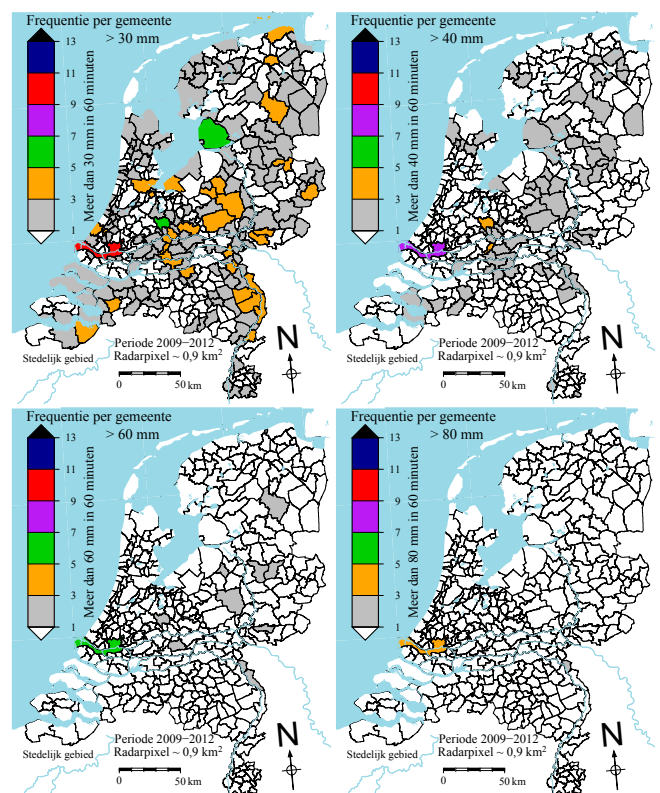 Frequentie per gemeente
> 30 mm
13
11
9
7
5
3
1
Meer dan 30 mm in 60 minuten
Periode 2009−2012
Radarpixel ~ 0,9 km²
Stedelijk gebied
0 50 km
N
Frequentie per gemeente
> 40 mm
13
11
9
7
5
3
1
Meer dan 40 mm in 60 minuten
Periode 2009−2012
Radarpixel ~ 0,9 km²
Stedelijk gebied
0 50 km
N
Frequentie per gemeente
> 60 mm
13
11
9
7
5
3
1
Meer dan 60 mm in 60 minuten
Periode 2009−2012
Radarpixel ~ 0,9 km²
Stedelijk gebied
0 50 km
N
Frequentie per gemeente
> 80 mm
13
11
9
7
5
3
1
Meer dan 80 mm in 60 minuten
Periode 2009−2012
Radarpixel ~ 0,9 km²
Stedelijk gebied
0 50 km
N